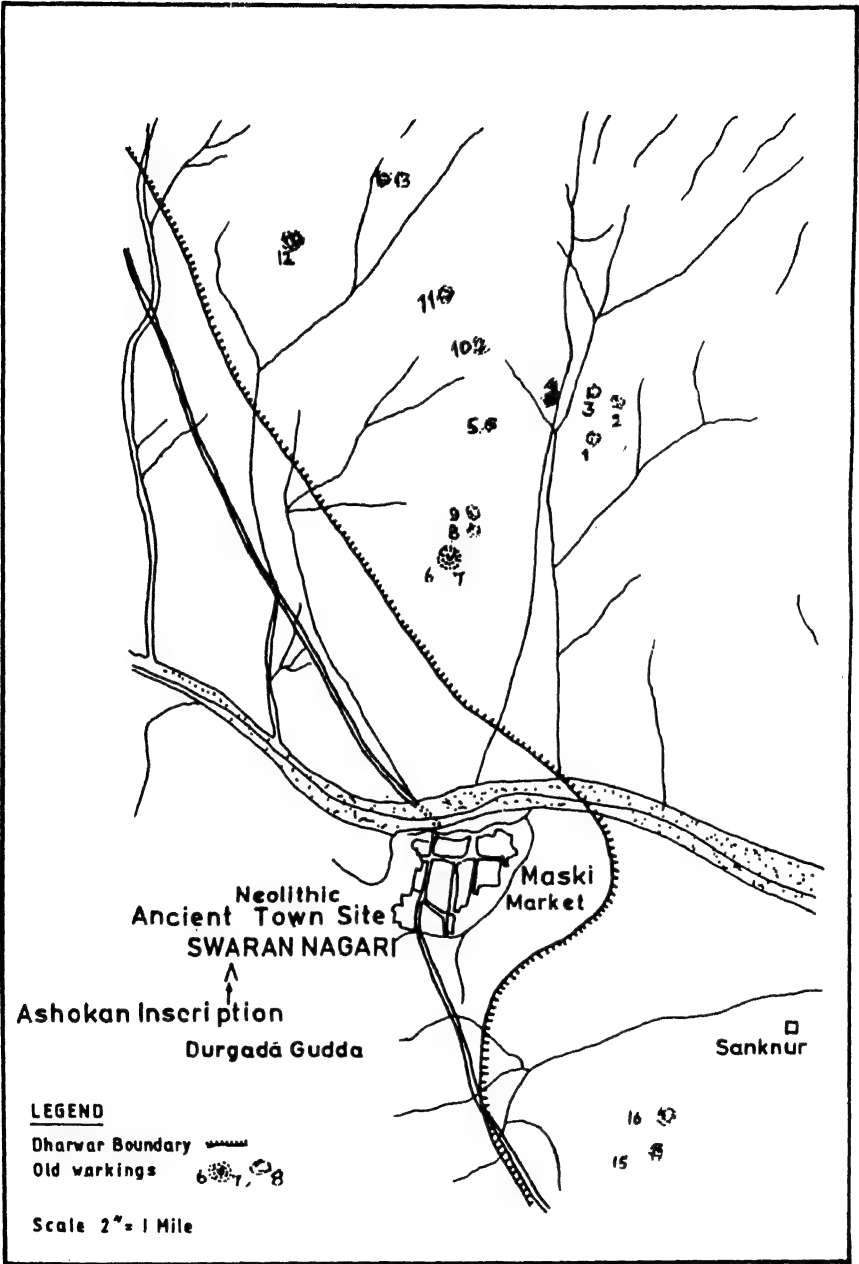 13
12
11
10
4
3
2
5.
1
9
8
6 7
Maski
Market
Neolithic
Ancient Town Site
SWARAN NAGARI
Ashokan Inscription
Durgadá Gudda
Sanknur
16
15
LEGEND
Dharwar Boundary
Old warkings 6 7, 8
Scale 2"= 1 Mile